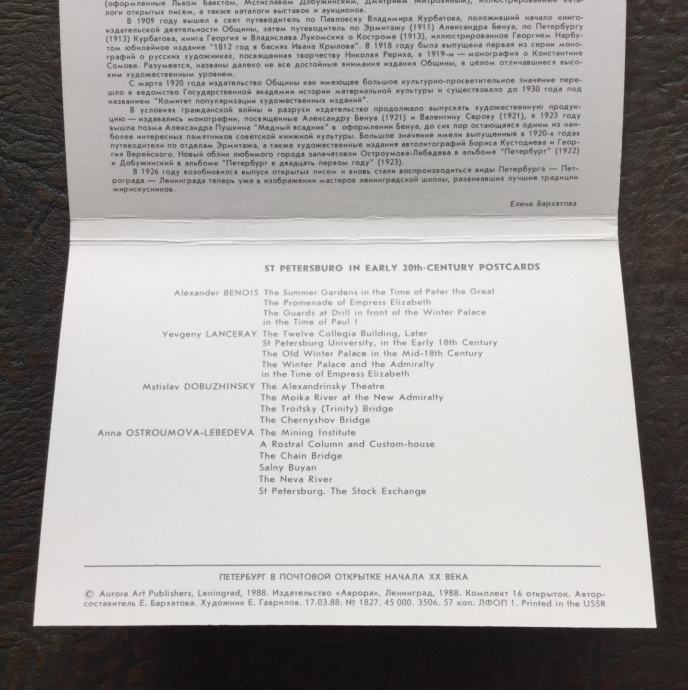 (оформленные Львом Бакстом, Мстиславом Добужинским, Дмитрием Митрохиным), иллюстрированные ката-
логи открытых писем, а также каталоги выставок и аукционов.
В 1909 году вышел в свет путеводитель по Павловску Владимира Курбатова, положивший начало книго-
издательской деятельности Общины, затем путеводитель по Эрмитажу (1911) Александра Бенуа, по Петербургу
(1913) Курбатова, книга Георгия и Владислава Лукомских о Костроме (1913), иллюстрированное Георгием Нарбу-
том юбилейное издание "1812 год в баснях Ивана Крылова". В 1918 году была выпущена первая из серии моно-
графий о русских художниках, посвященная творчеству Николая Рериха, в 1919-м — монография о Константине
Сомове. Разумеется, названы далеко не все достойные внимания издания Общины, в целом отличавшиеся высо-
ким художественным уровнем.
С марта 1920 года издательство Общины как имеющее большое культурно-просветительное значение пере-
шло в ведомство Государственной академии истории материальной культуры и существовало до 1930 года под
названием "Комитет популяризации художественных изданий".
В условиях гражданской войны и разрухи издательство продолжало выпускать художественную продук-
цию — издавались монографии, посвященные Александру Бенуа (1921) и Валентину Серову (1921), в 1923 году
вышла поэма Александра Пушкина "Медный всадник" в оформлении Бенуа, до сих пор остающаяся одним из наи-
более интересных памятников советской книжной культуры. Большое значение имели выпущенные в 1920-х годах
путеводители по отделам Эрмитажа, а также художественные издания автолитографий Бориса Кустодиева и Геор-
гия Верейского. Новый облик любимого города запечатлели Остроумова-Лебедева в альбоме "Петербург" (1922)
и Добужинский в альбоме "Петербург в двадцать первом году" (1923).
В 1926 году возобновился выпуск открытых писем и вновь стали воспроизводиться виды Петербурга — Пет-
рограда — Ленинграда теперь уже в изображении мастеров ленинградской школы, развивавших лучшие традиции
мирискусников.
Елена Бархатова
ST PETERSBURG IN EARLY 20th-CENTURY POSTCARDS
Alexander BENOIS The Summer Gardens in the Time of Peter the Great
The Promenade of Empress Elizabeth
The Guards at Drill in front of the Winter Palace
in the Time of Paul I
Yevgeny LANCERAY The Twelve Collegia Building, Later
St Petersburg University, in the Early 18th Century
The Old Winter Palace in the Mid-18th Century
The Winter Palace and the Admiralty
in the Time of Empress Elizabeth
Mstislav DOBUZHINSKY The Alexandrinsky Theatre
The Moika River at the New Admiralty
The Troitsky (Trinity) Bridge
The Chernyshov Bridge
Anna OSTROUMOVA-LEBEDEVA The Mining Institute
A Rostral Column and Custom-house
The Chain Bridge
Salny Buyan
The Neva River
St Petersburg. The Stock Exchange
ПЕТЕРБУРГ В ПОЧТОВОЙ ОТКРЫТКЕ НАЧАЛА XX ВЕКА
© Aurora Art Publishers, Leningrad, 1988. Издательство «Аврора», Ленинград, 1988. Комплект 16 открыток. Автор-
составитель Е. Бархатова. Художник Е. Гаврилов. 17.03.88. № 1827. 45 000. 3506. 57 коп. ЛФОП 1. Printed in the USSR